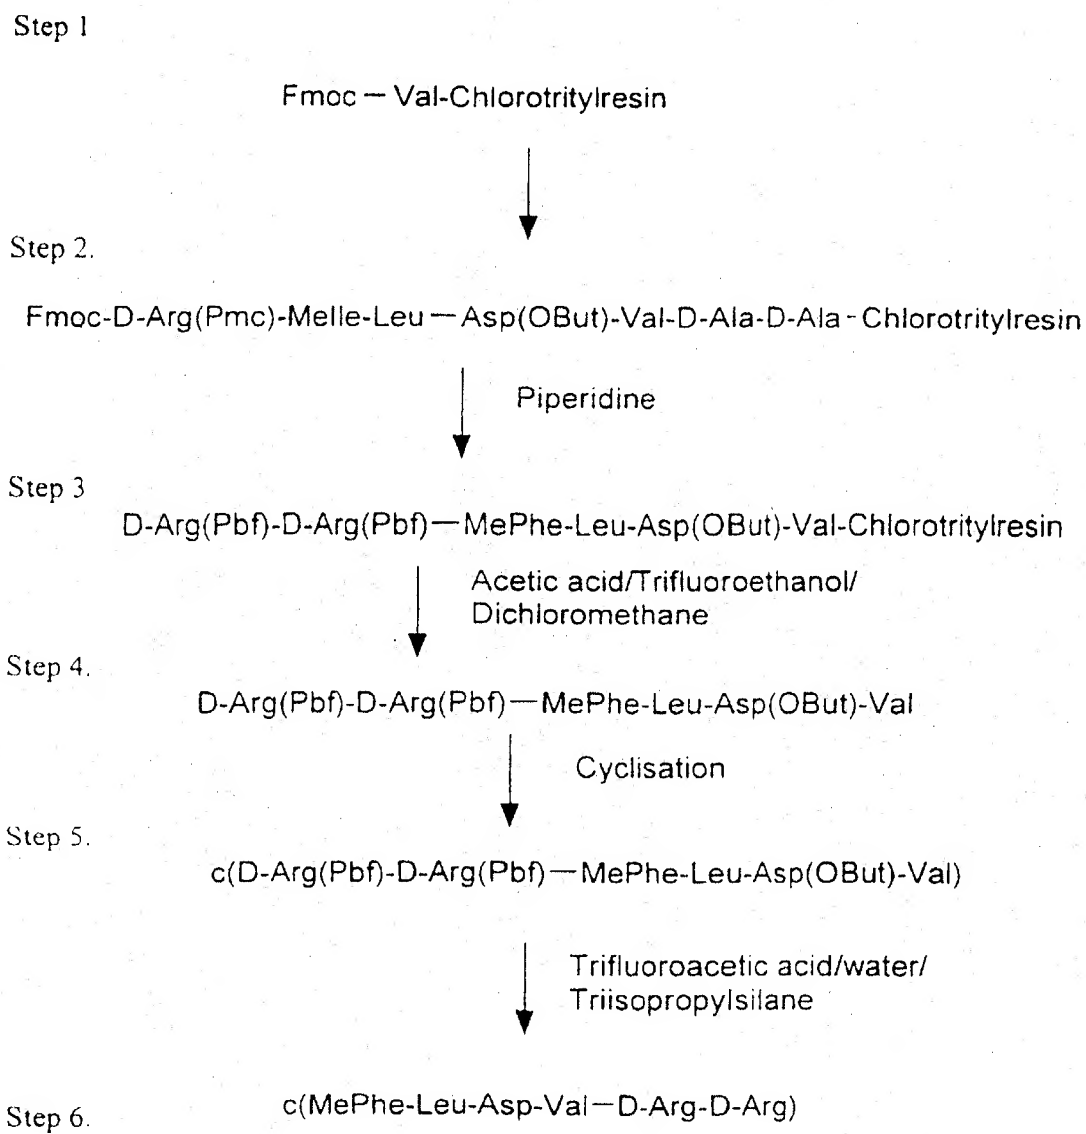 Step 1
Fmoc — Val-Chlorotritylresin
Step 2.
Fmoc-D-Arg(Pmc)-MeIle-Leu—Asp(OBut)-Val-D-Ala-D-Ala-Chlorotritylresin
Piperidine
Step 3
D-Arg(Pbf)-D-Arg(Pbf)—MePhe-Leu-Asp(OBut)-Val-Chlorotritylresin
Acetic acid/Trifluoroethanol/
Dichloromethane
Step 4.
D-Arg(Pbf)-D-Arg(Pbf)—MePhe-Leu-Asp(OBut)-Val
Cyclisation
Step 5.
c(D-Arg(Pbf)-D-Arg(Pbf)—MePhe-Leu-Asp(OBut)-Val)
Trifluoroacetic acid/water/
Triisopropylsilane
Step 6.
c(MePhe-Leu-Asp-Val—D-Arg-D-Arg)